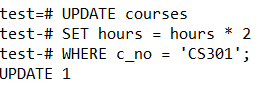 test=# UPDATE courses
test-# SET hours = hours * 2
test-# WHERE c_no = 'CS301';
UPDATE 1